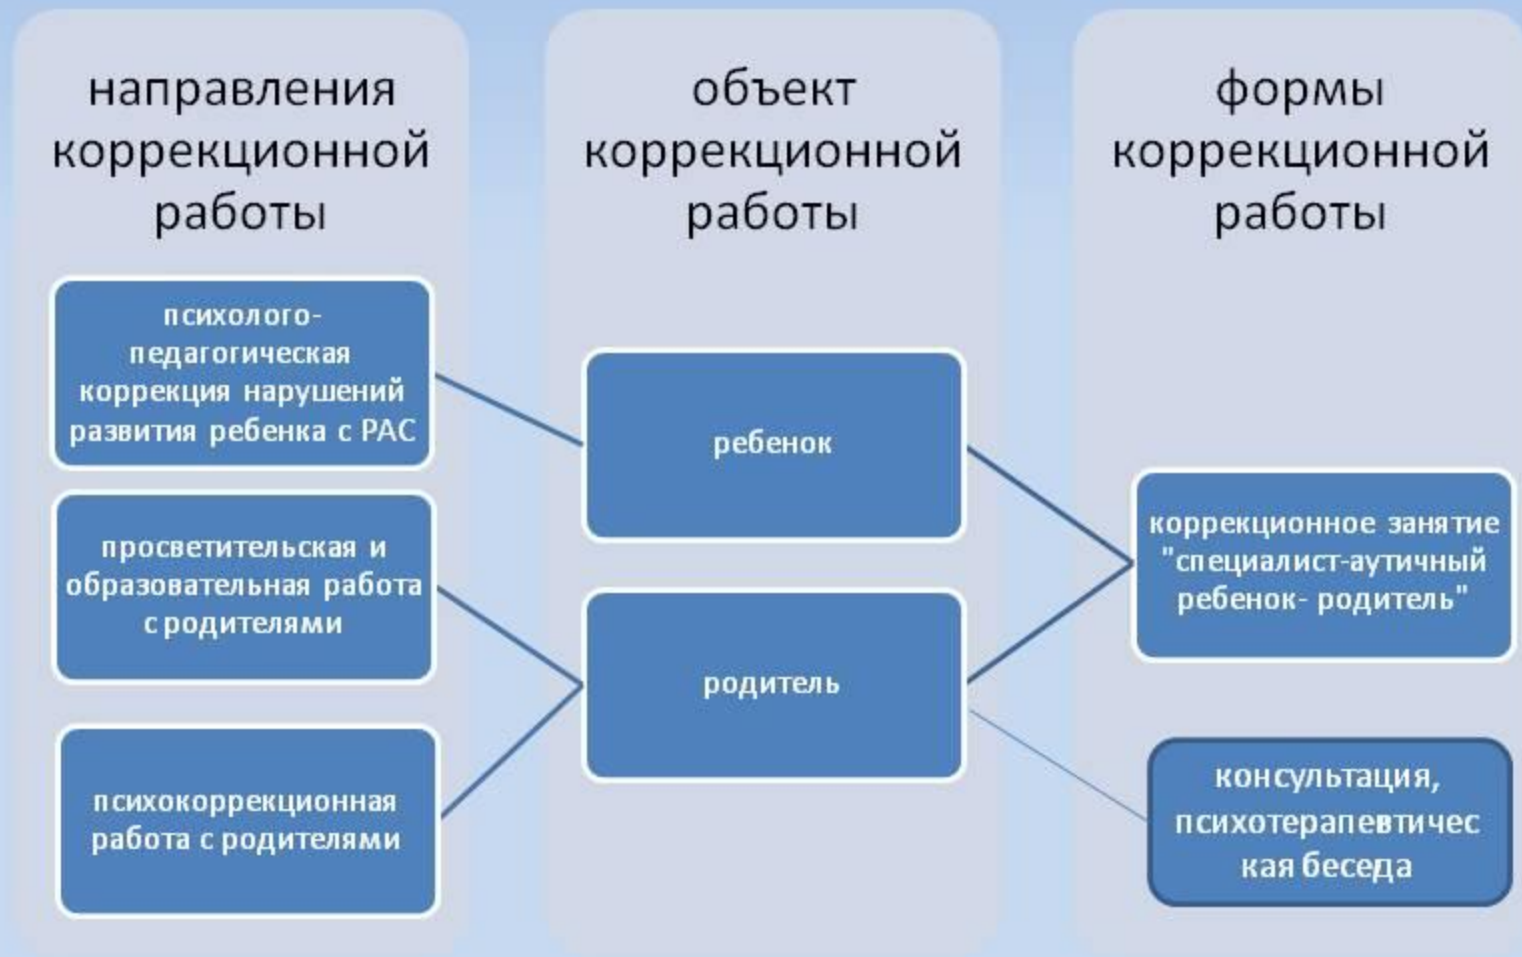 направления
коррекционной
работы
психолого-
педагогическая
коррекция нарушений
развития ребенка с РАС
просветительская и
образовательная работа
с родителями
психокоррекционная
работа с родителями
объект
коррекционной
работы
ребенок
родитель
формы
коррекционной
работы
коррекционное занятие
"специалист-аутичный
ребенок- родитель"
консультация,
психотерапевтичес
кая беседа